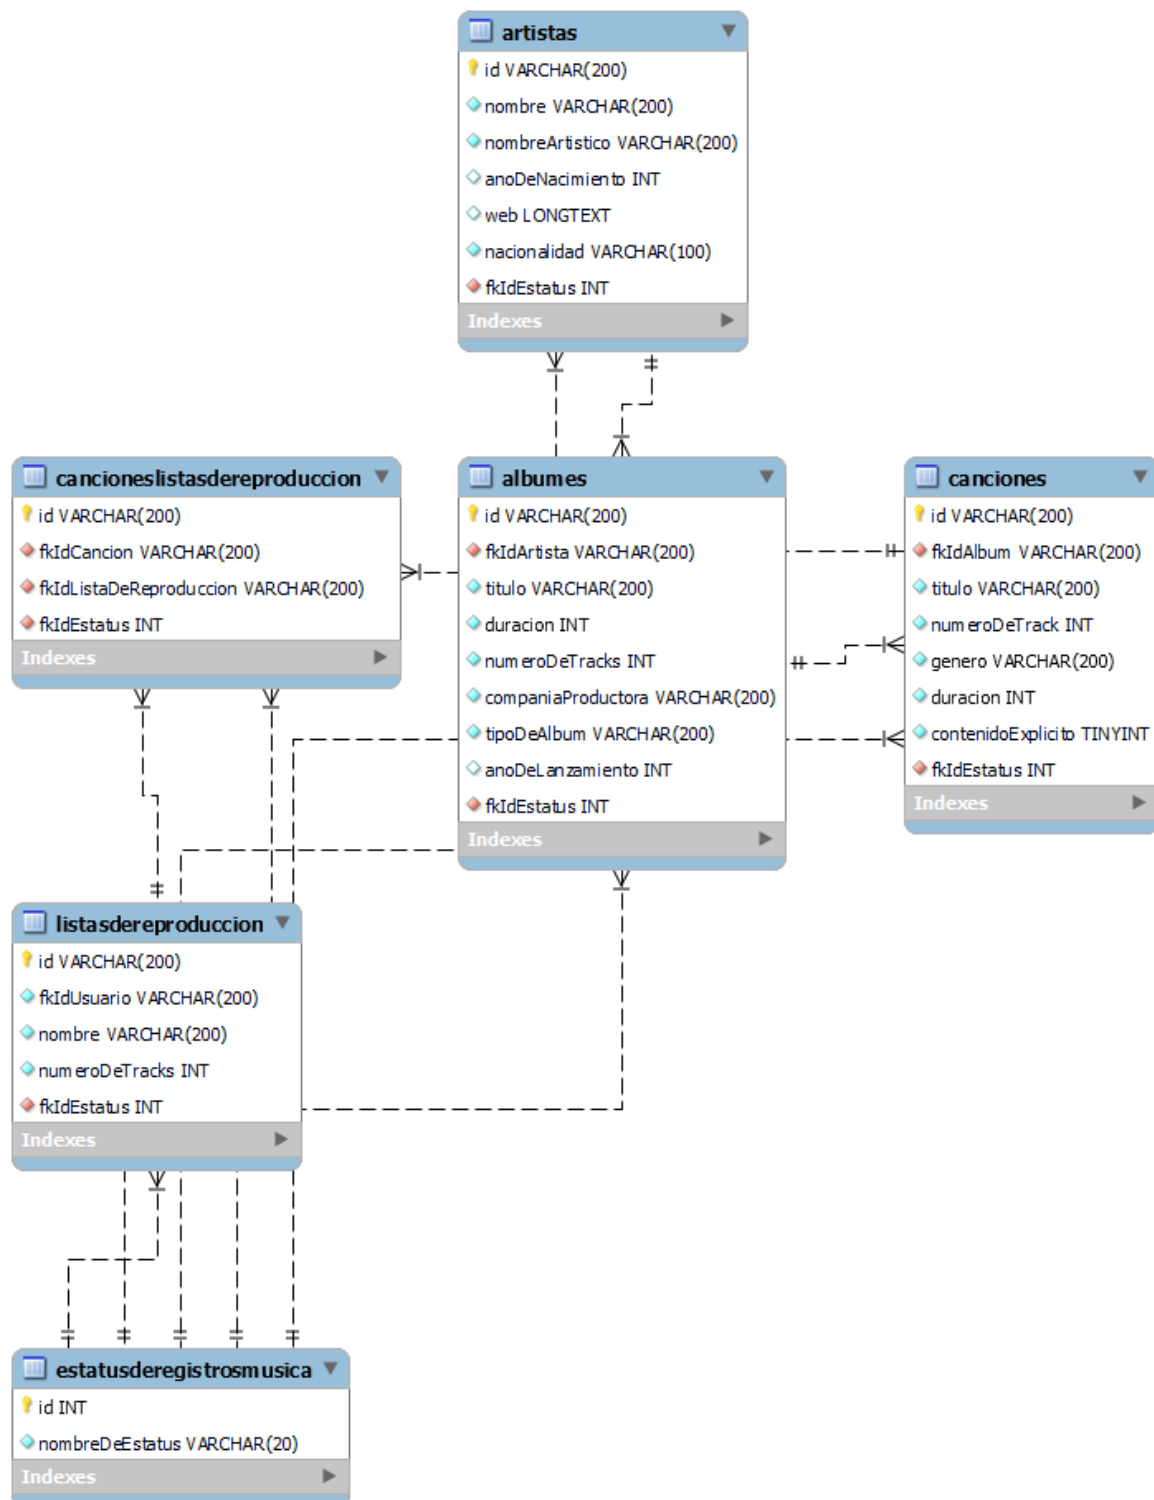 artistas
id VARCHAR(200)
nombre VARCHAR(200)
nombreArtistico VARCHAR(200)
anoDeNacimiento INT
web LONGTEXT
nacionalidad VARCHAR(100)
fkIdEstatus INT
Indexes
cancioneslistasdereproduccion
id VARCHAR(200)
fkIdCancion VARCHAR(200)
fkIdListaDeReproduccion VARCHAR(200)
fkIdEstatus INT
Indexes
albumes
id VARCHAR(200)
fkIdArtista VARCHAR(200)
titulo VARCHAR(200)
duracion INT
numeroDeTracks INT
companiaProductora VARCHAR(200)
tipoDeAlbum VARCHAR(200)
anoDeLanzamiento INT
fkIdEstatus INT
Indexes
canciones
id VARCHAR(200)
fkIdAlbum VARCHAR(200)
titulo VARCHAR(200)
numeroDeTrack INT
genero VARCHAR(200)
duracion INT
contenidoExplicito TINYINT
fkIdEstatus INT
Indexes
listasdereproduccion
id VARCHAR(200)
fkIdUsuario VARCHAR(200)
nombre VARCHAR(200)
numeroDeTracks INT
fkIdEstatus INT
Indexes
estatusderegistrosmusica
id INT
nombreDeEstatus VARCHAR(20)
Indexes